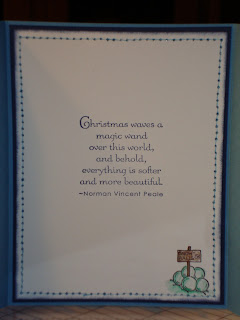 Christmas waves a
magic wand
over this world,
and behold,
everything is softer
and more beautiful.
~Norman Vincent Peale